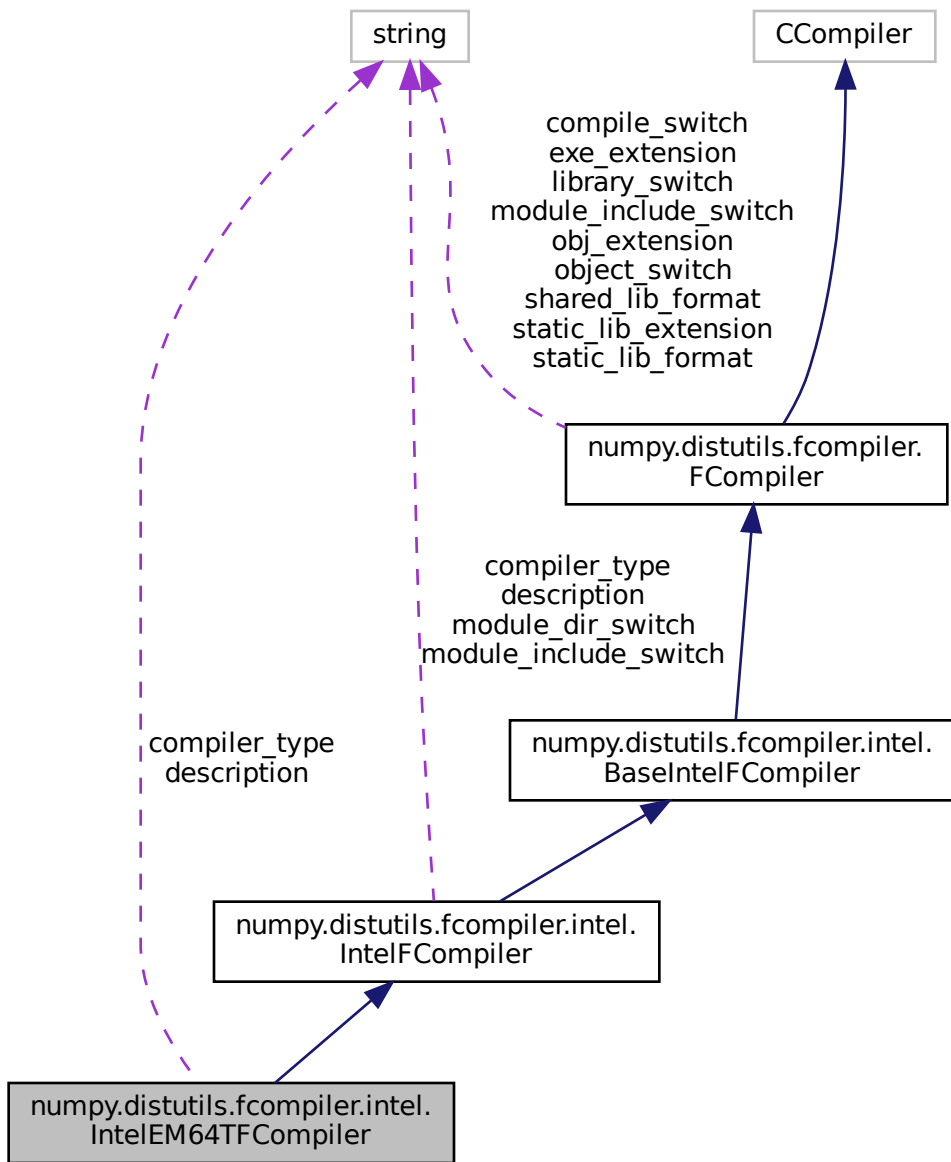 string
CCompiler
compile_switch
exe_extension
library_switch
module_include_switch
obj_extension
object_switch
shared_lib_format
static_lib_extension
static_lib_format
numpy.distutils.fcompiler.
FCompiler
compiler_type
description
module_dir_switch
module_include_switch
numpy.distutils.fcompiler.intel.
BaseIntelFCompiler
compiler_type
description
numpy.distutils.fcompiler.intel.
IntelFCompiler
numpy.distutils.fcompiler.intel.
IntelEM64TFCompiler